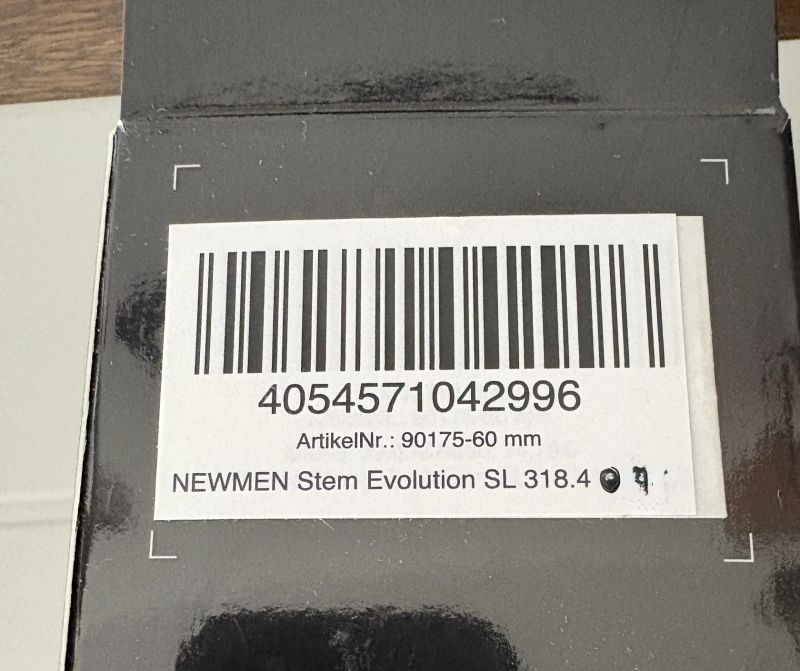 4054571042996
ArtikelNr.: 90175-60 mm
NEWMEN Stem Evolution SL 318.4